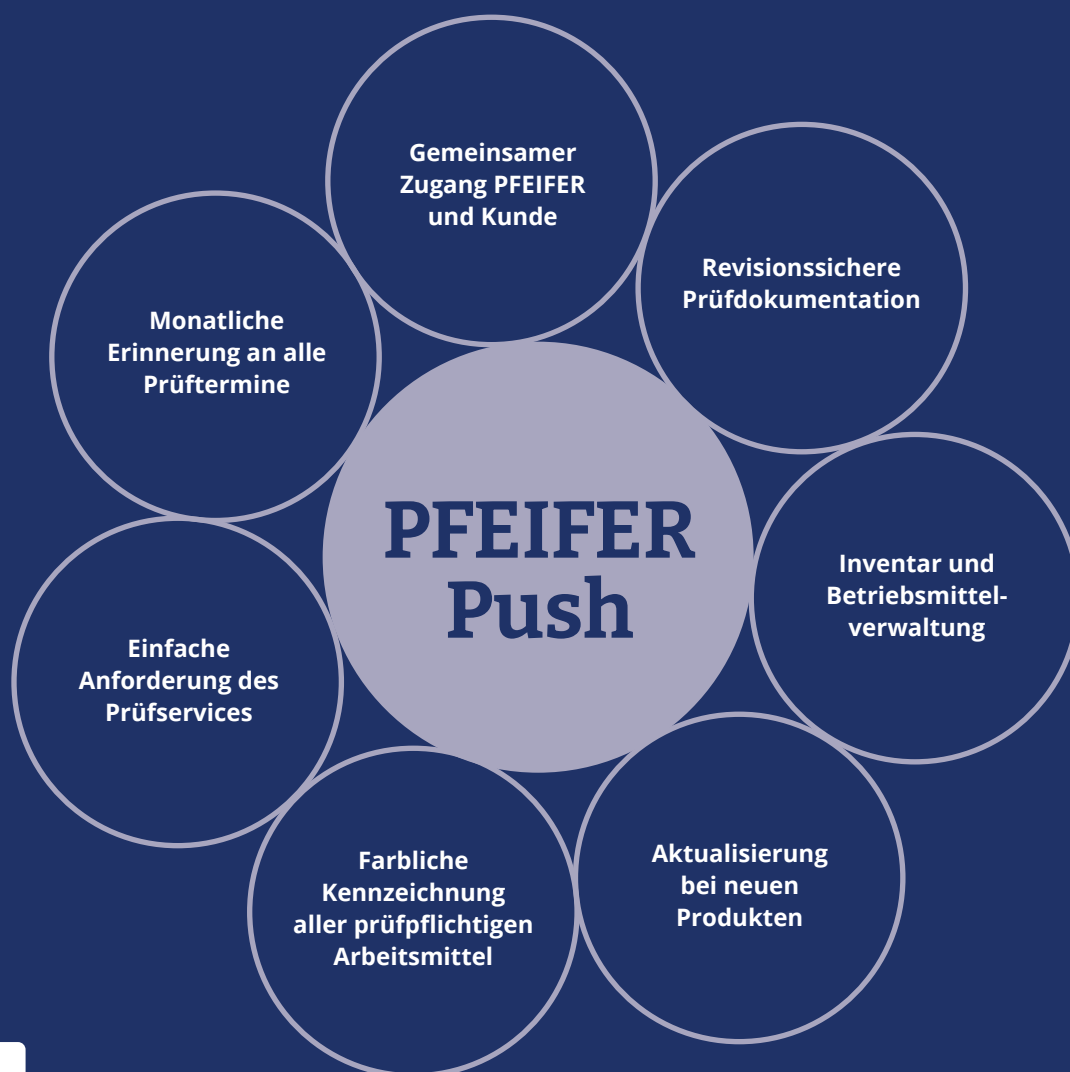 Gemeinsamer
Zugang PFEIFER
und Kunde
Revisionssichere
Prüfdokumentation
Monatliche
Erinnerung an alle
Prüftermine
PFEIFER
Push
Inventar und
Betriebsmittel-
verwaltung
Einfache
Anforderung des
Prüfservices
Aktualisierung
bei neuen
Produkten
Farbliche
Kennzeichnung
aller prüfpflichtigen
Arbeitsmittel